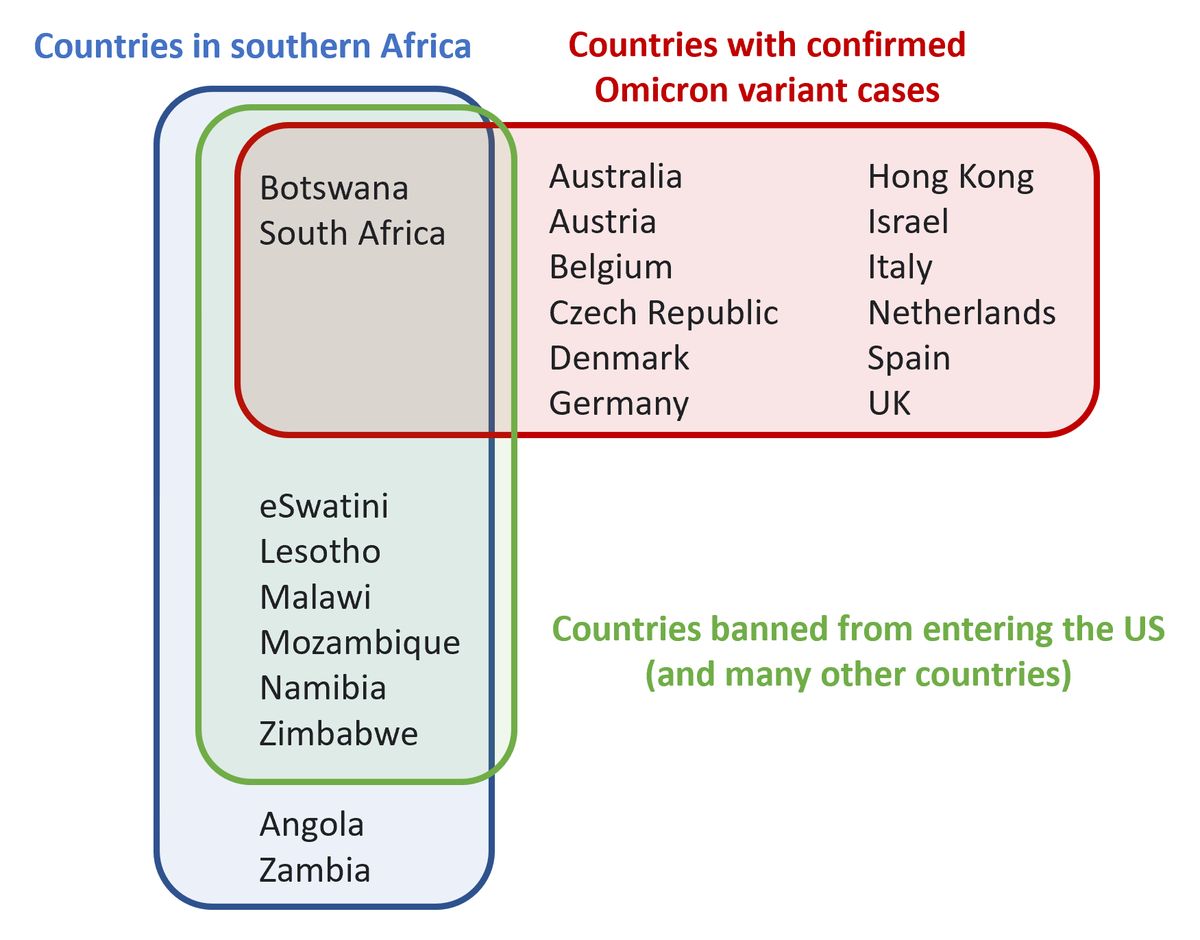 Countries in southern Africa
Countries with confirmed
Omicron variant cases
Botswana
South Africa
Australia
Austria
Belgium
Czech Republic
Denmark
Germany
Hong Kong
Israel
Italy
Netherlands
Spain
UK
eSwatini
Lesotho
Malawi
Mozambique
Namibia
Zimbabwe
Countries banned from entering the US
(and many other countries)
Angola
Zambia